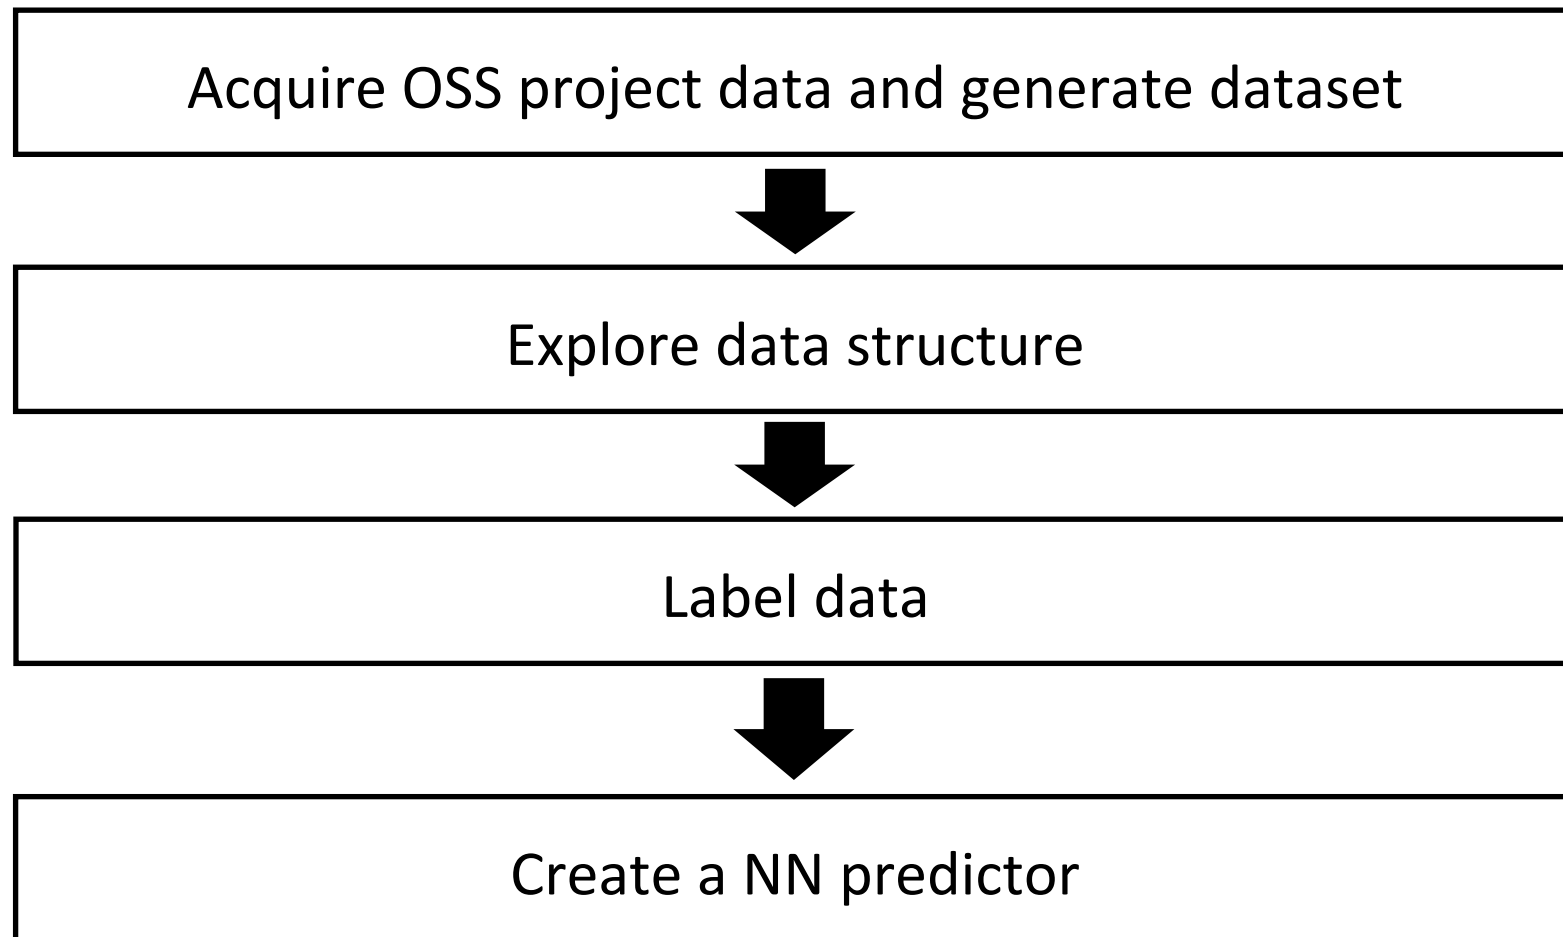 Acquire OSS project data and generate dataset
Explore data structure
Label data
Create a NN predictor